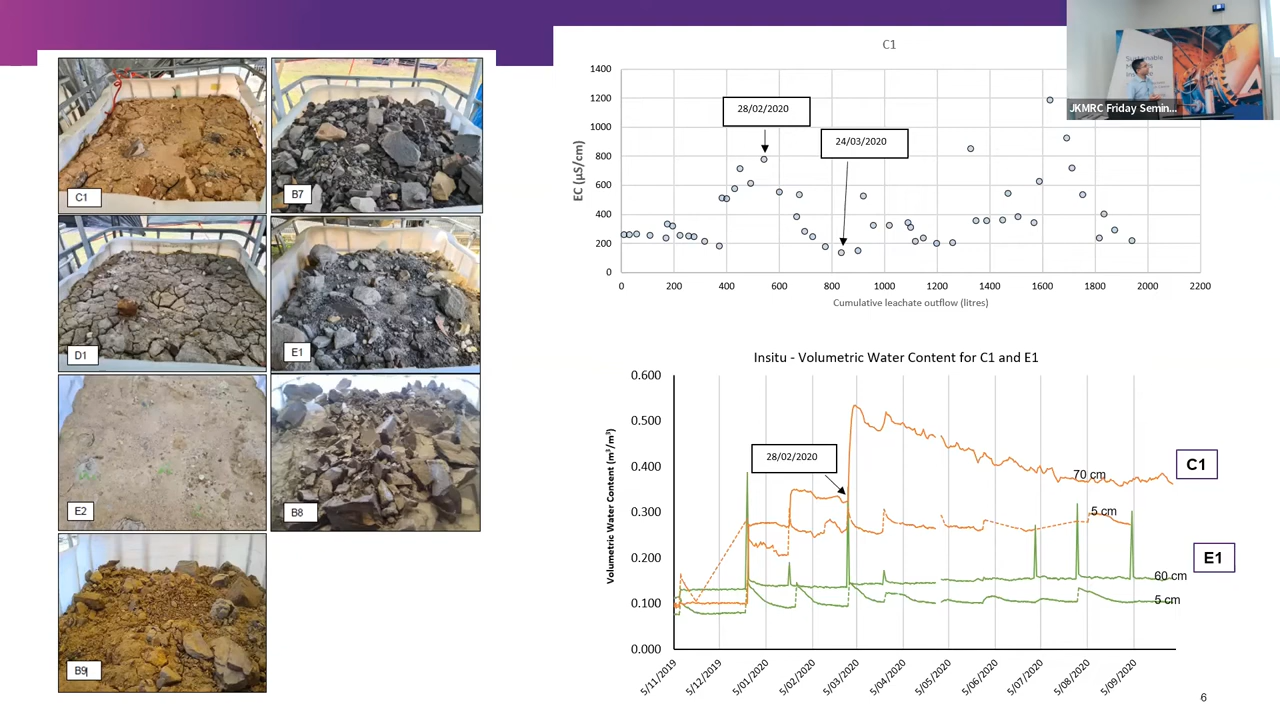 C1
B7
D1
E1
E2
B8
B9
C1
1400
1200
1000
800
600
400
200
0
EC (µS/cm)
28/02/2020
24/03/2020
0 200 400 600 800 1000 1200 1400 1600 1800 2000 2200
Cumulative leachate outflow (litres)
JKMRC Friday Semin...
Insitu - Volumetric Water Content for C1 and E1
0.600
0.500
0.400
0.300
0.200
0.100
0.000
Volumetric Water Content (m³/m³)
28/02/2020
70 cm
C1
5 cm
E1
60 cm
5 cm
5/11/2019 5/12/2019 5/01/2020 5/02/2020 5/03/2020 5/04/2020 5/05/2020 5/06/2020 5/07/2020 5/08/2020 5/09/2020
6